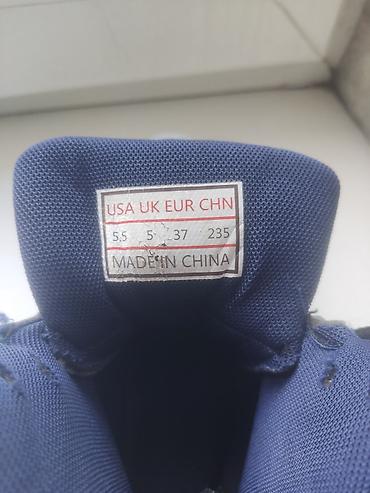 USA UK EUR CHN
5.5 5 37 235
MADE IN CHINA